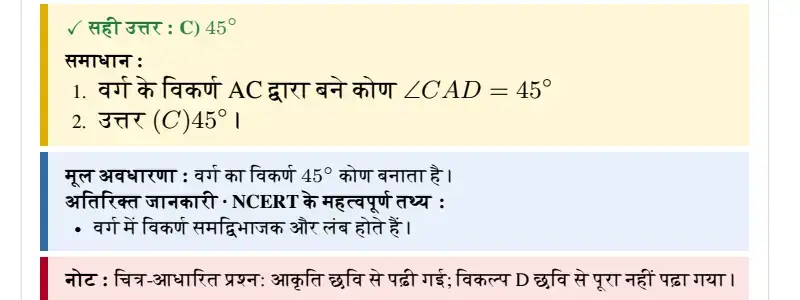 ✓ सही उत्तर : C) 45°
समाधान :
1. वर्ग के विकर्ण AC द्वारा बने कोण ∠CAD = 45°
2. उत्तर (C)45°।
मूल अवधारणा : वर्ग का विकर्ण 45° कोण बनाता है।
अतिरिक्त जानकारी · NCERT के महत्वपूर्ण तथ्य :
• वर्ग में विकर्ण समद्विभाजक और लंब होते हैं।
नोट : चित्र-आधारित प्रश्न: आकृति छवि से पढ़ी गई; विकल्प D छवि से पूरा नहीं पढ़ा गया।